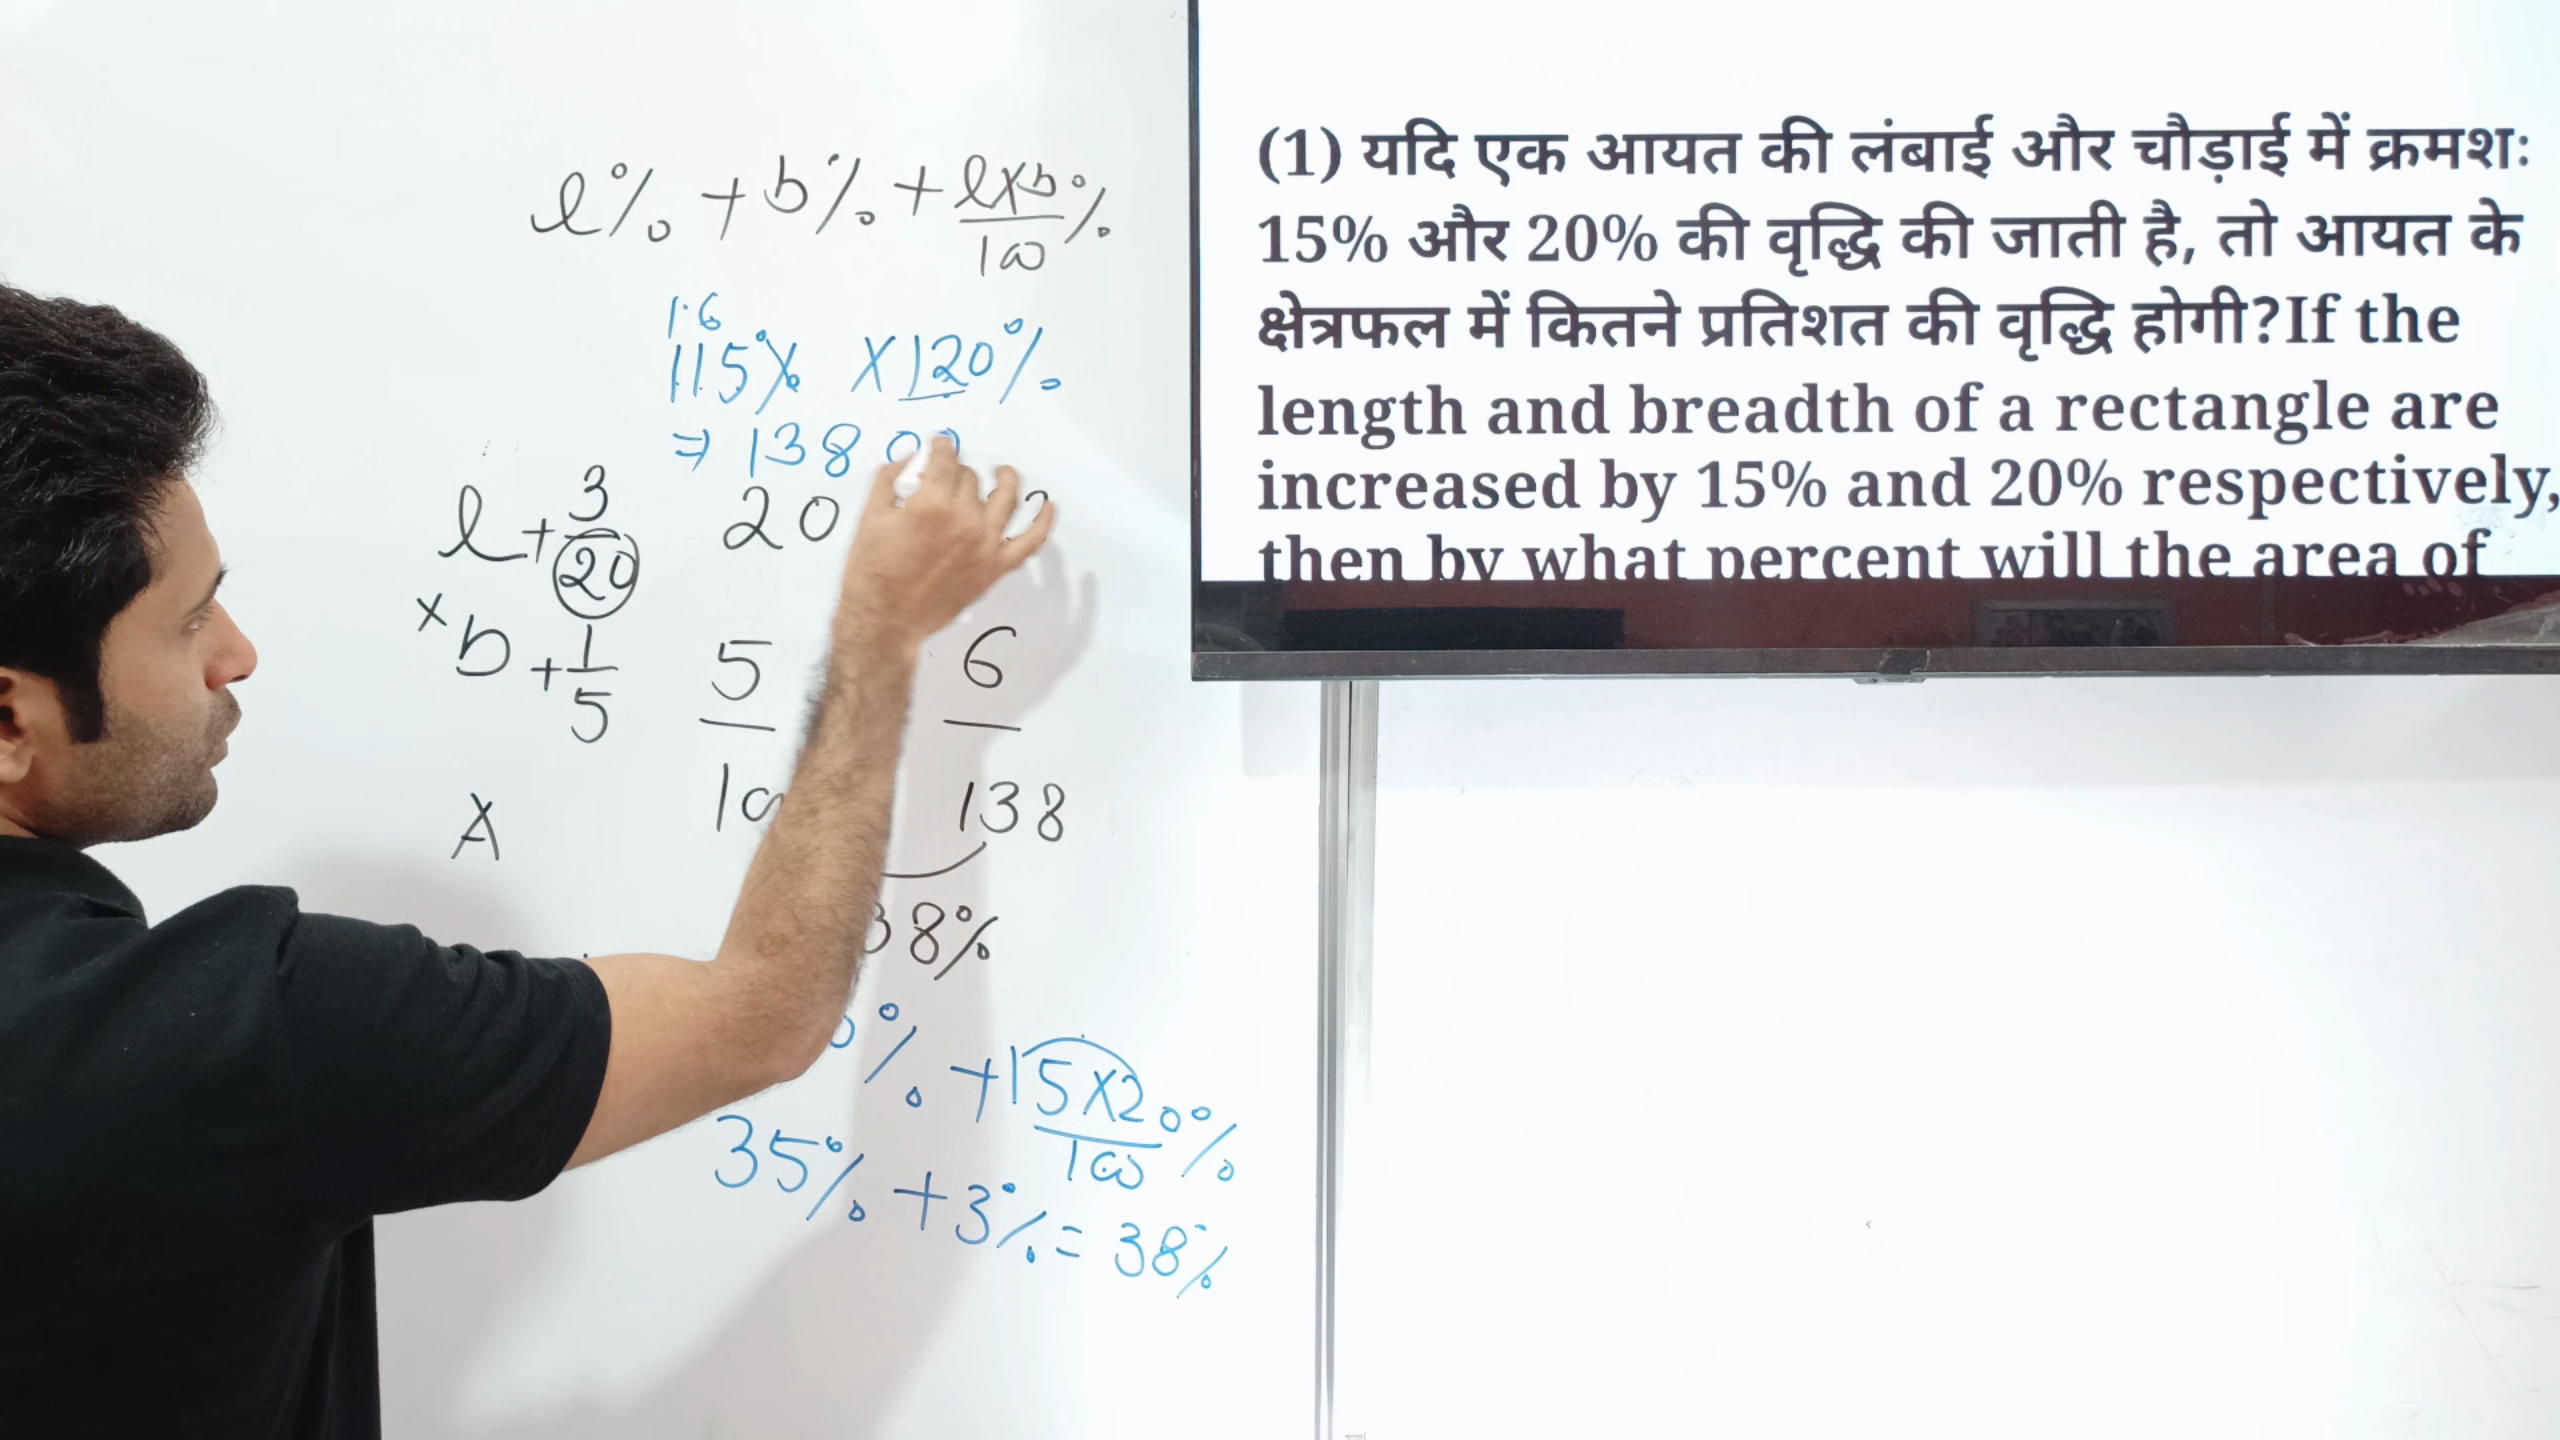 l% + b% + l×b/100 %
1.6
115% × 120%
⇒ 138
l + 3/20 20
× b + 1/5 5 6
A 138
38%
% + 15×20/100 %
35% + 3% = 38%
(1) यदि एक आयत की लंबाई और चौड़ाई में क्रमशः
15% और 20% की वृद्धि की जाती है, तो आयत के
क्षेत्रफल में कितने प्रतिशत की वृद्धि होगी?If the
length and breadth of a rectangle are
increased by 15% and 20% respectively,
then by what percent will the area of